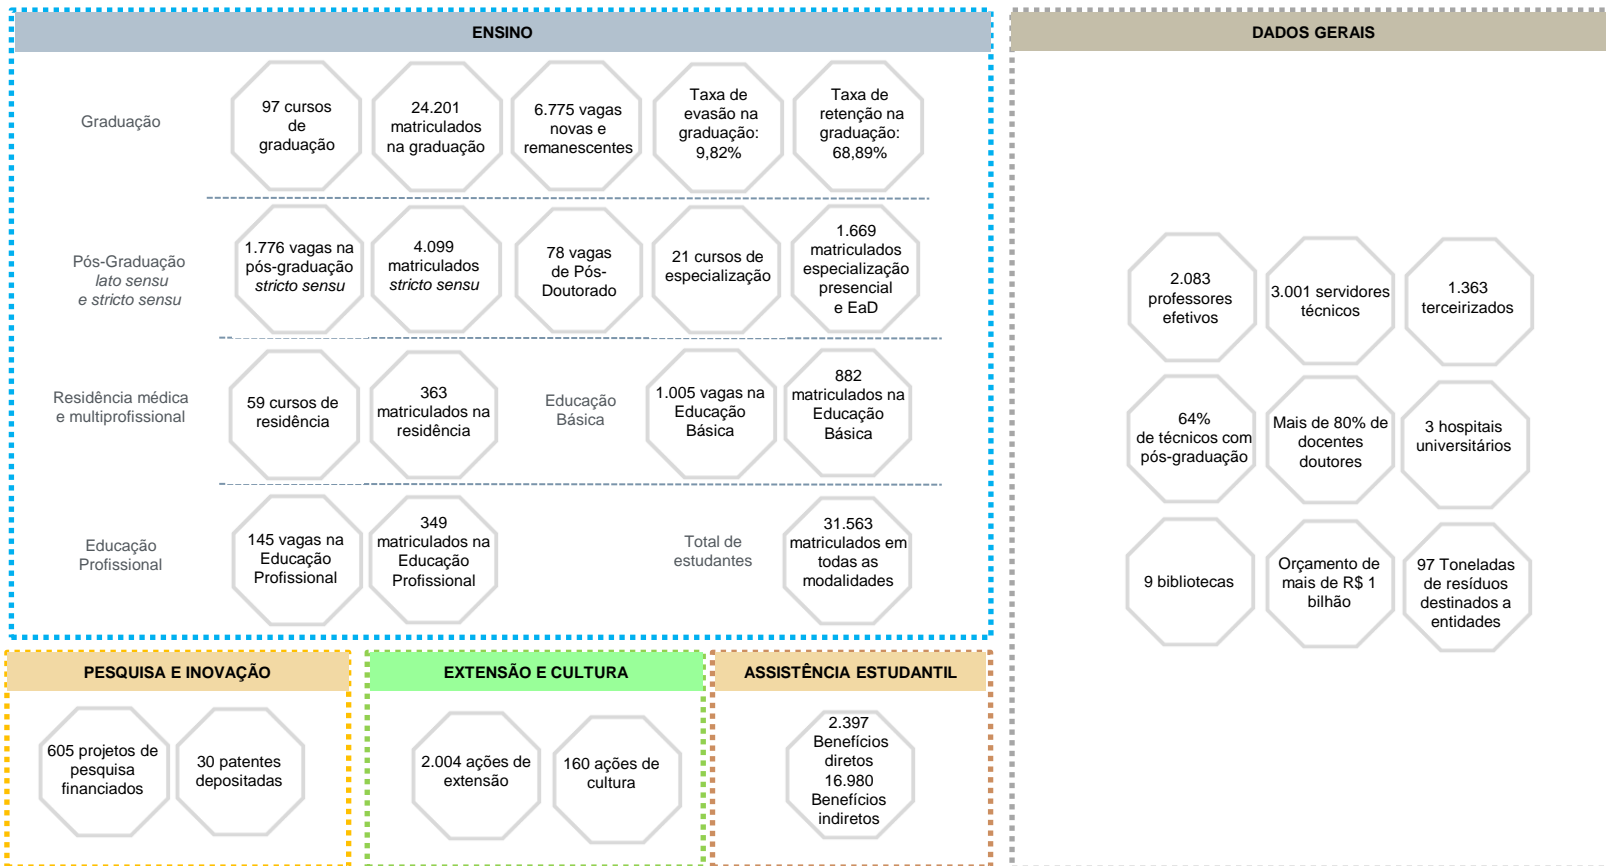 ENSINO
Graduação
97 cursos
de
graduação
24.201
matriculados
na graduação
6.775 vagas
novas e
remanescentes
Taxa de
evasão na
graduação:
9,82%
Taxa de
retenção na
graduação:
68,89%
Pós-Graduação
lato sensu
e stricto sensu
1.776 vagas na
pós-graduação
stricto sensu
4.099
matriculados
stricto sensu
78 vagas
de Pós-
Doutorado
21 cursos de
especialização
1.669
matriculados
especialização
presencial
e EaD
Residência médica
e multiprofissional
59 cursos de
residência
363
matriculados na
residência
Educação
Básica
1.005 vagas na
Educação
Básica
882
matriculados na
Educação
Básica
Educação
Profissional
145 vagas na
Educação
Profissional
349
matriculados na
Educação
Profissional
Total de
estudantes
31.563
matriculados em
todas as
modalidades
DADOS GERAIS
2.083
professores
efetivos
3.001 servidores
técnicos
1.363
terceirizados
64%
de técnicos com
pós-graduação
Mais de 80% de
docentes
doutores
3 hospitais
universitários
9 bibliotecas
Orçamento de
mais de R$ 1
bilhão
97 Toneladas
de resíduos
destinados a
entidades
PESQUISA E INOVAÇÃO
605 projetos de
pesquisa
financiados
30 patentes
depositadas
EXTENSÃO E CULTURA
2.004 ações de
extensão
160 ações de
cultura
ASSISTÊNCIA ESTUDANTIL
2.397
Benefícios
diretos
16.980
Benefícios
indiretos